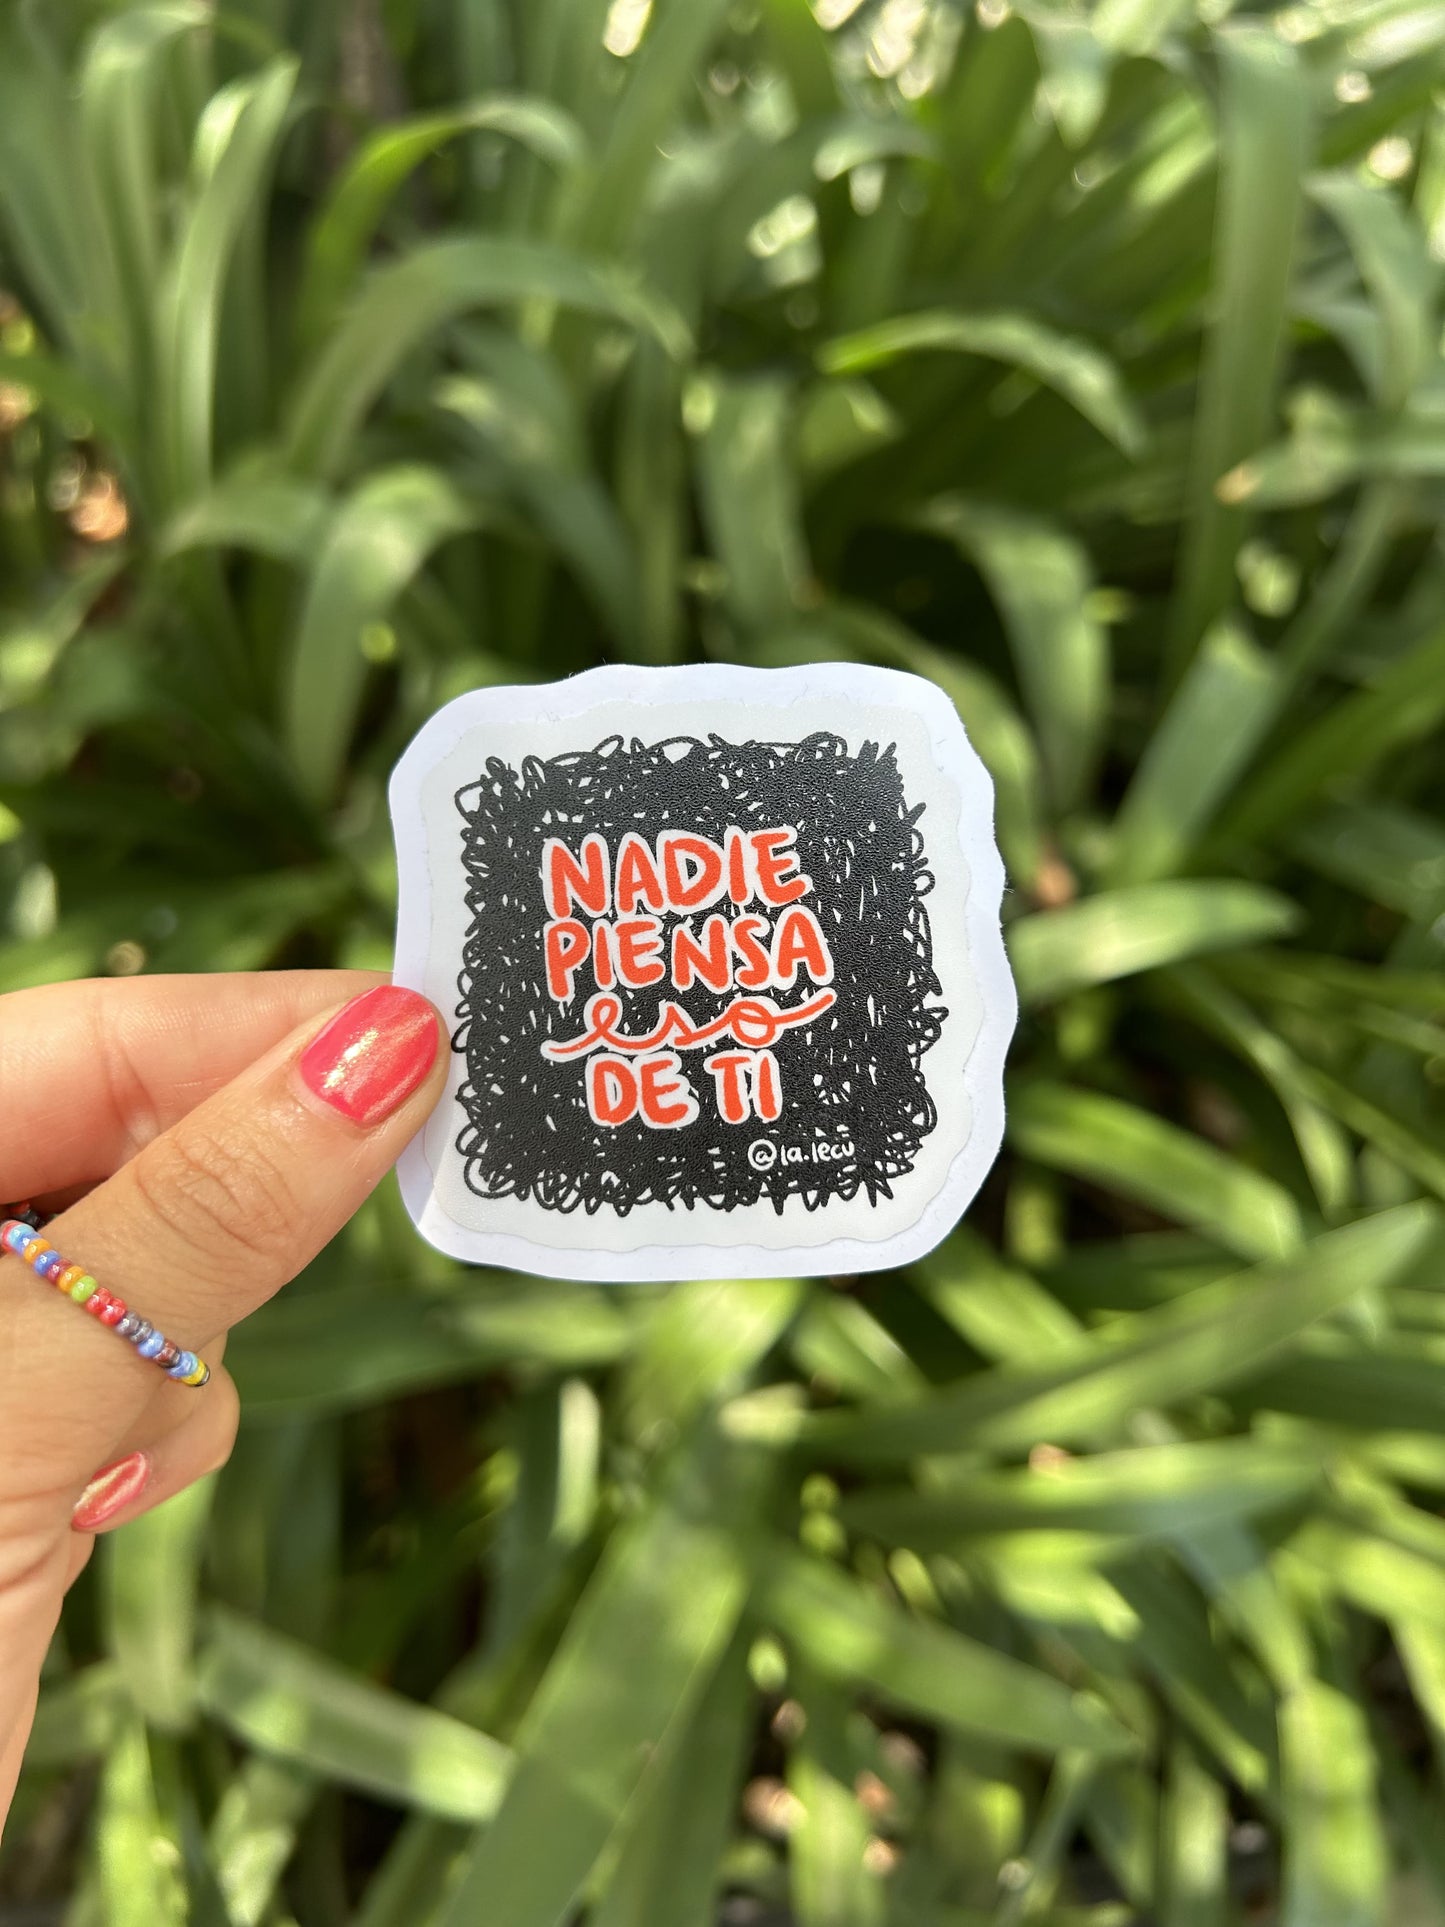 NADIE
PIENSA
eso
DE TI
@la.lecu